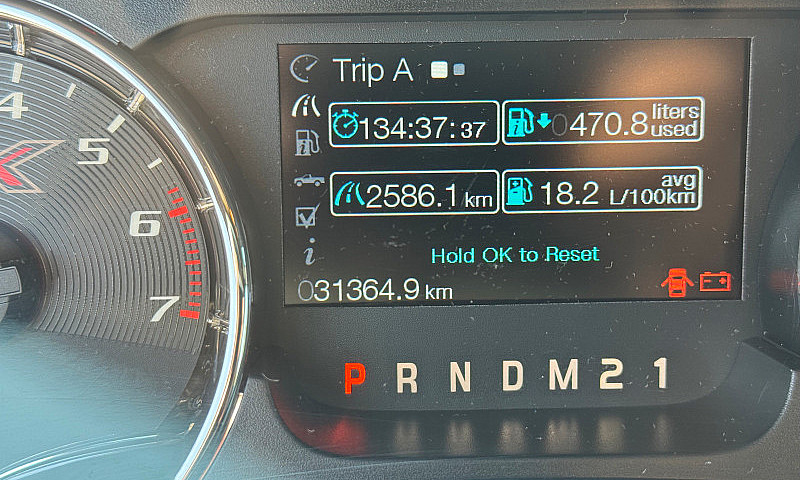 Trip A
134:37:37
0470.8 liters used
2586.1 km
18.2 avg L/100km
Hold OK to Reset
031364.9 km
P R N D M 2 1
4
5
6
7